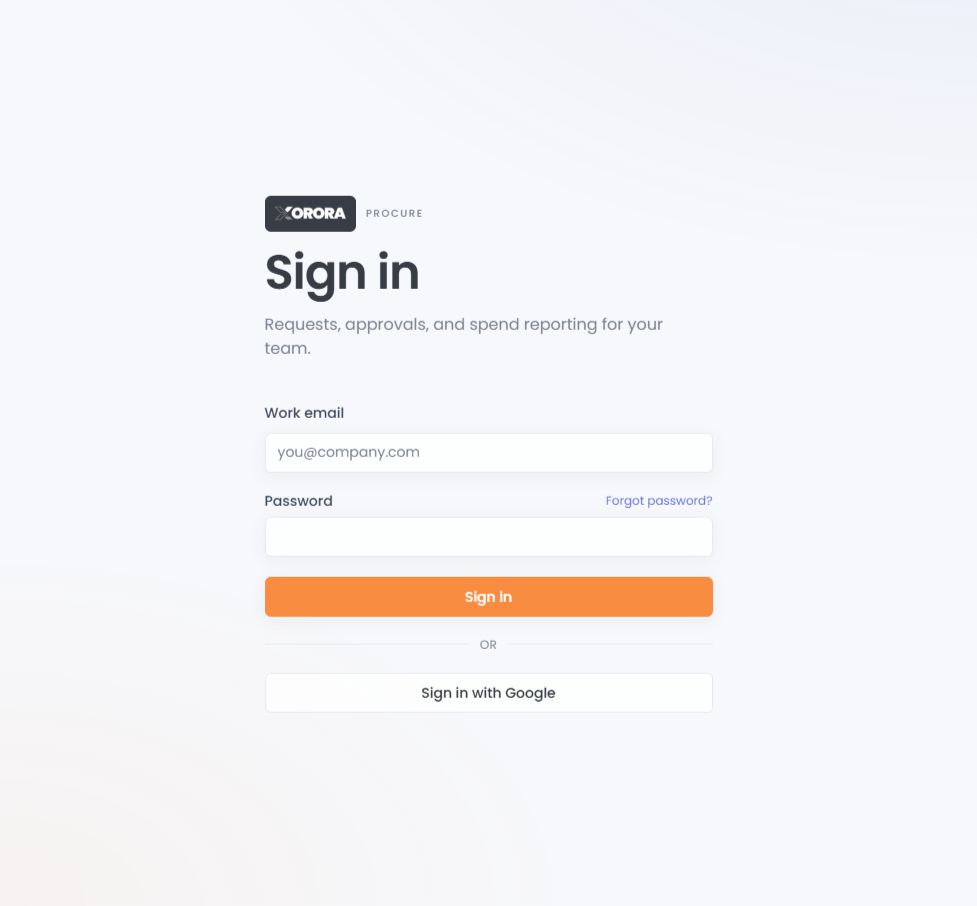 XORORA PROCURE
Sign in
Requests, approvals, and spend reporting for your
team.
Work email
you@company.com
Password Forgot password?
Sign in
OR
Sign in with Google